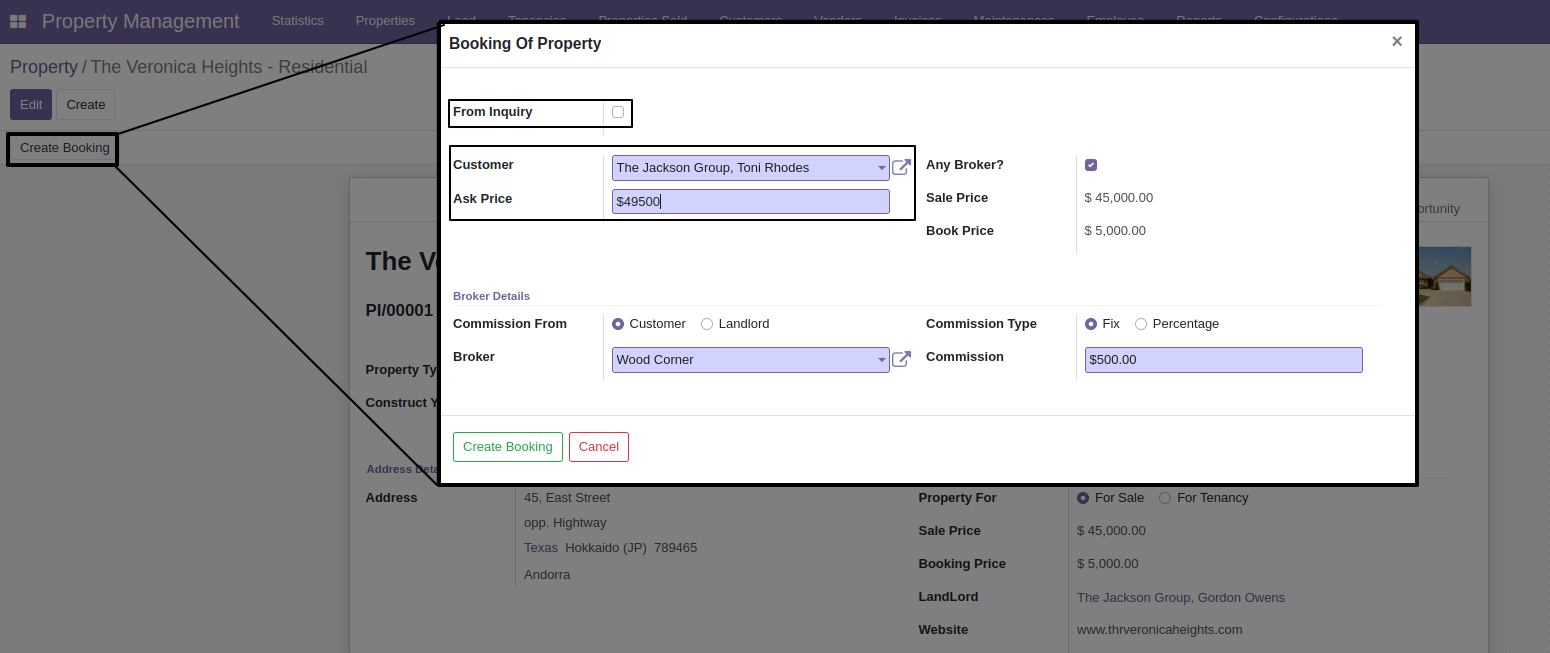 Property Management Statistics Properties Lead Tenancies Properties Sold Customers Vendors Invoices Maintenances Employee Reports Configurations
Property / The Veronica Heights - Residential
Edit Create
Create Booking
Booking Of Property ×
From Inquiry
Customer The Jackson Group, Toni Rhodes Any Broker?
Ask Price $49500 Sale Price $ 45,000.00
Book Price $ 5,000.00
Broker Details
Commission From Customer Landlord Commission Type Fix Percentage
Broker Wood Corner Commission $500.00
Create Booking Cancel
ortunity
The Ve
PI/00001
Property Ty
Construct Y
Address Deta
Address 45, East Street Property For For Sale For Tenancy
opp. Hightway Sale Price $ 45,000.00
Texas Hokkaido (JP) 789465 Booking Price $ 5,000.00
Andorra
LandLord The Jackson Group, Gordon Owens
Website www.thrveronicaheights.com